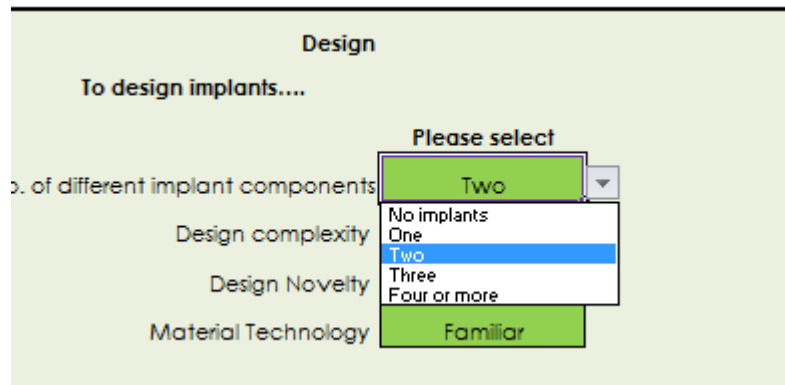 Design
To design implants....
Please select
. of different implant components Two
No implants
Design complexity One
Two
Design Novelty Three
Four or more
Material Technology Familiar